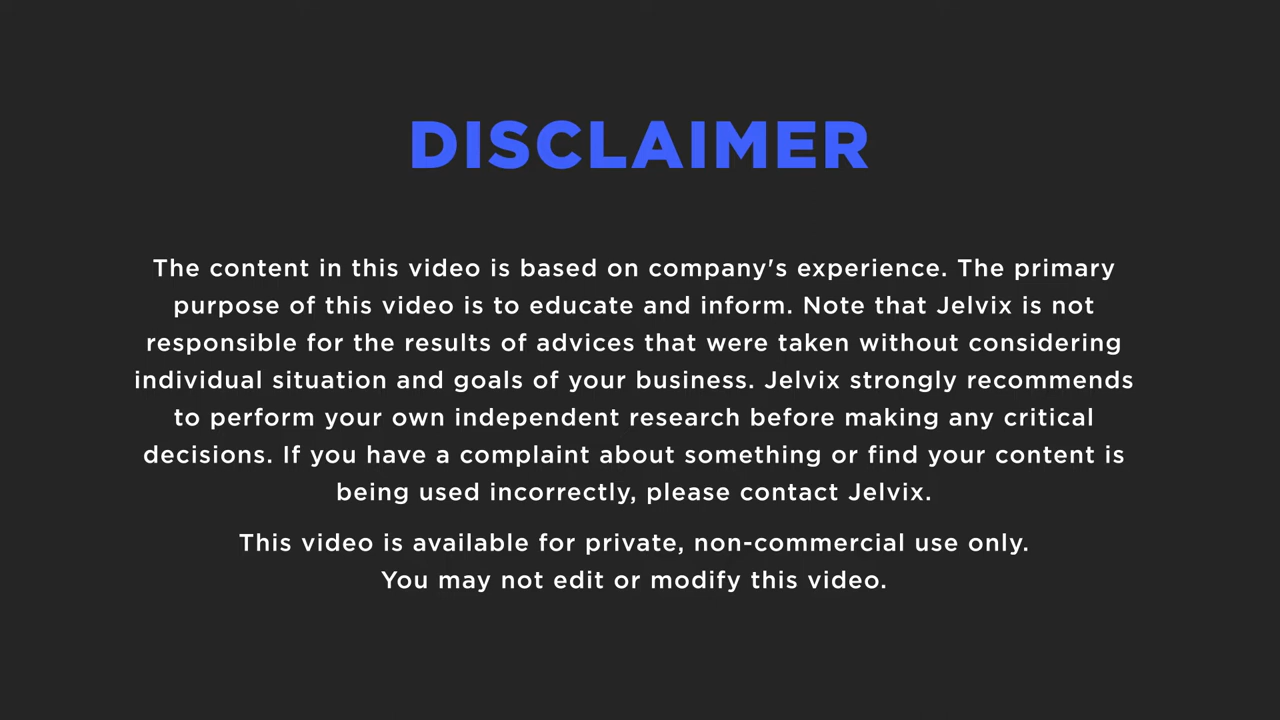 DISCLAIMER
The content in this video is based on company's experience. The primary
purpose of this video is to educate and inform. Note that Jelvix is not
responsible for the results of advices that were taken without considering
individual situation and goals of your business. Jelvix strongly recommends
to perform your own independent research before making any critical
decisions. If you have a complaint about something or find your content is
being used incorrectly, please contact Jelvix.
This video is available for private, non-commercial use only.
You may not edit or modify this video.